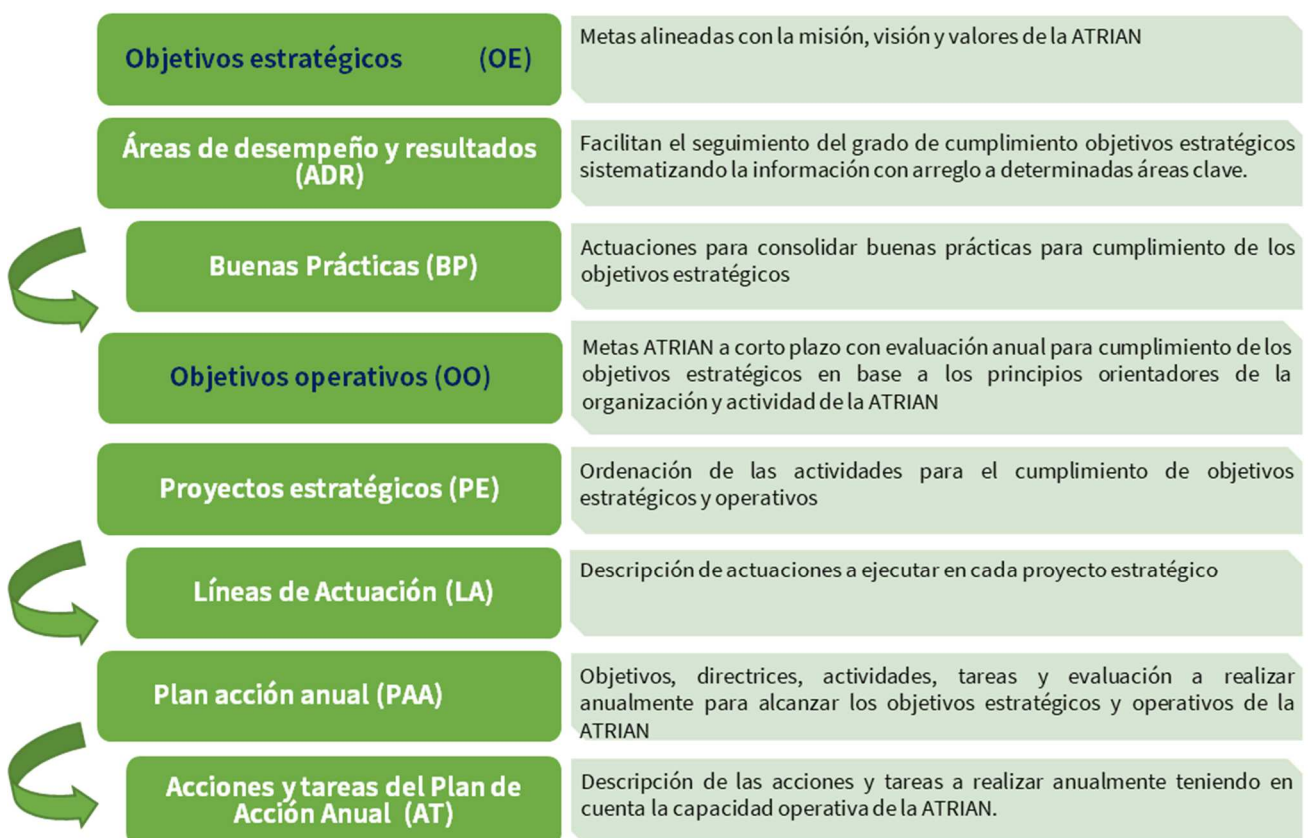 Objetivos estratégicos (OE)
Metas alineadas con la misión, visión y valores de la ATRIAN
Áreas de desempeño y resultados
(ADR)
Facilitan el seguimiento del grado de cumplimiento objetivos estratégicos
sistematizando la información con arreglo a determinadas áreas clave.
Buenas Prácticas (BP)
Actuaciones para consolidar buenas prácticas para cumplimiento de los
objetivos estratégicos
Objetivos operativos (OO)
Metas ATRIAN a corto plazo con evaluación anual para cumplimiento de los
objetivos estratégicos en base a los principios orientadores de la
organización y actividad de la ATRIAN
Proyectos estratégicos (PE)
Ordenación de las actividades para el cumplimiento de objetivos
estratégicos y operativos
Líneas de Actuación (LA)
Descripción de actuaciones a ejecutar en cada proyecto estratégico
Plan acción anual (PAA)
Objetivos, directrices, actividades, tareas y evaluación a realizar
anualmente para alcanzar los objetivos estratégicos y operativos de la
ATRIAN
Acciones y tareas del Plan de
Acción Anual (AT)
Descripción de las acciones y tareas a realizar anualmente teniendo en
cuenta la capacidad operativa de la ATRIAN.